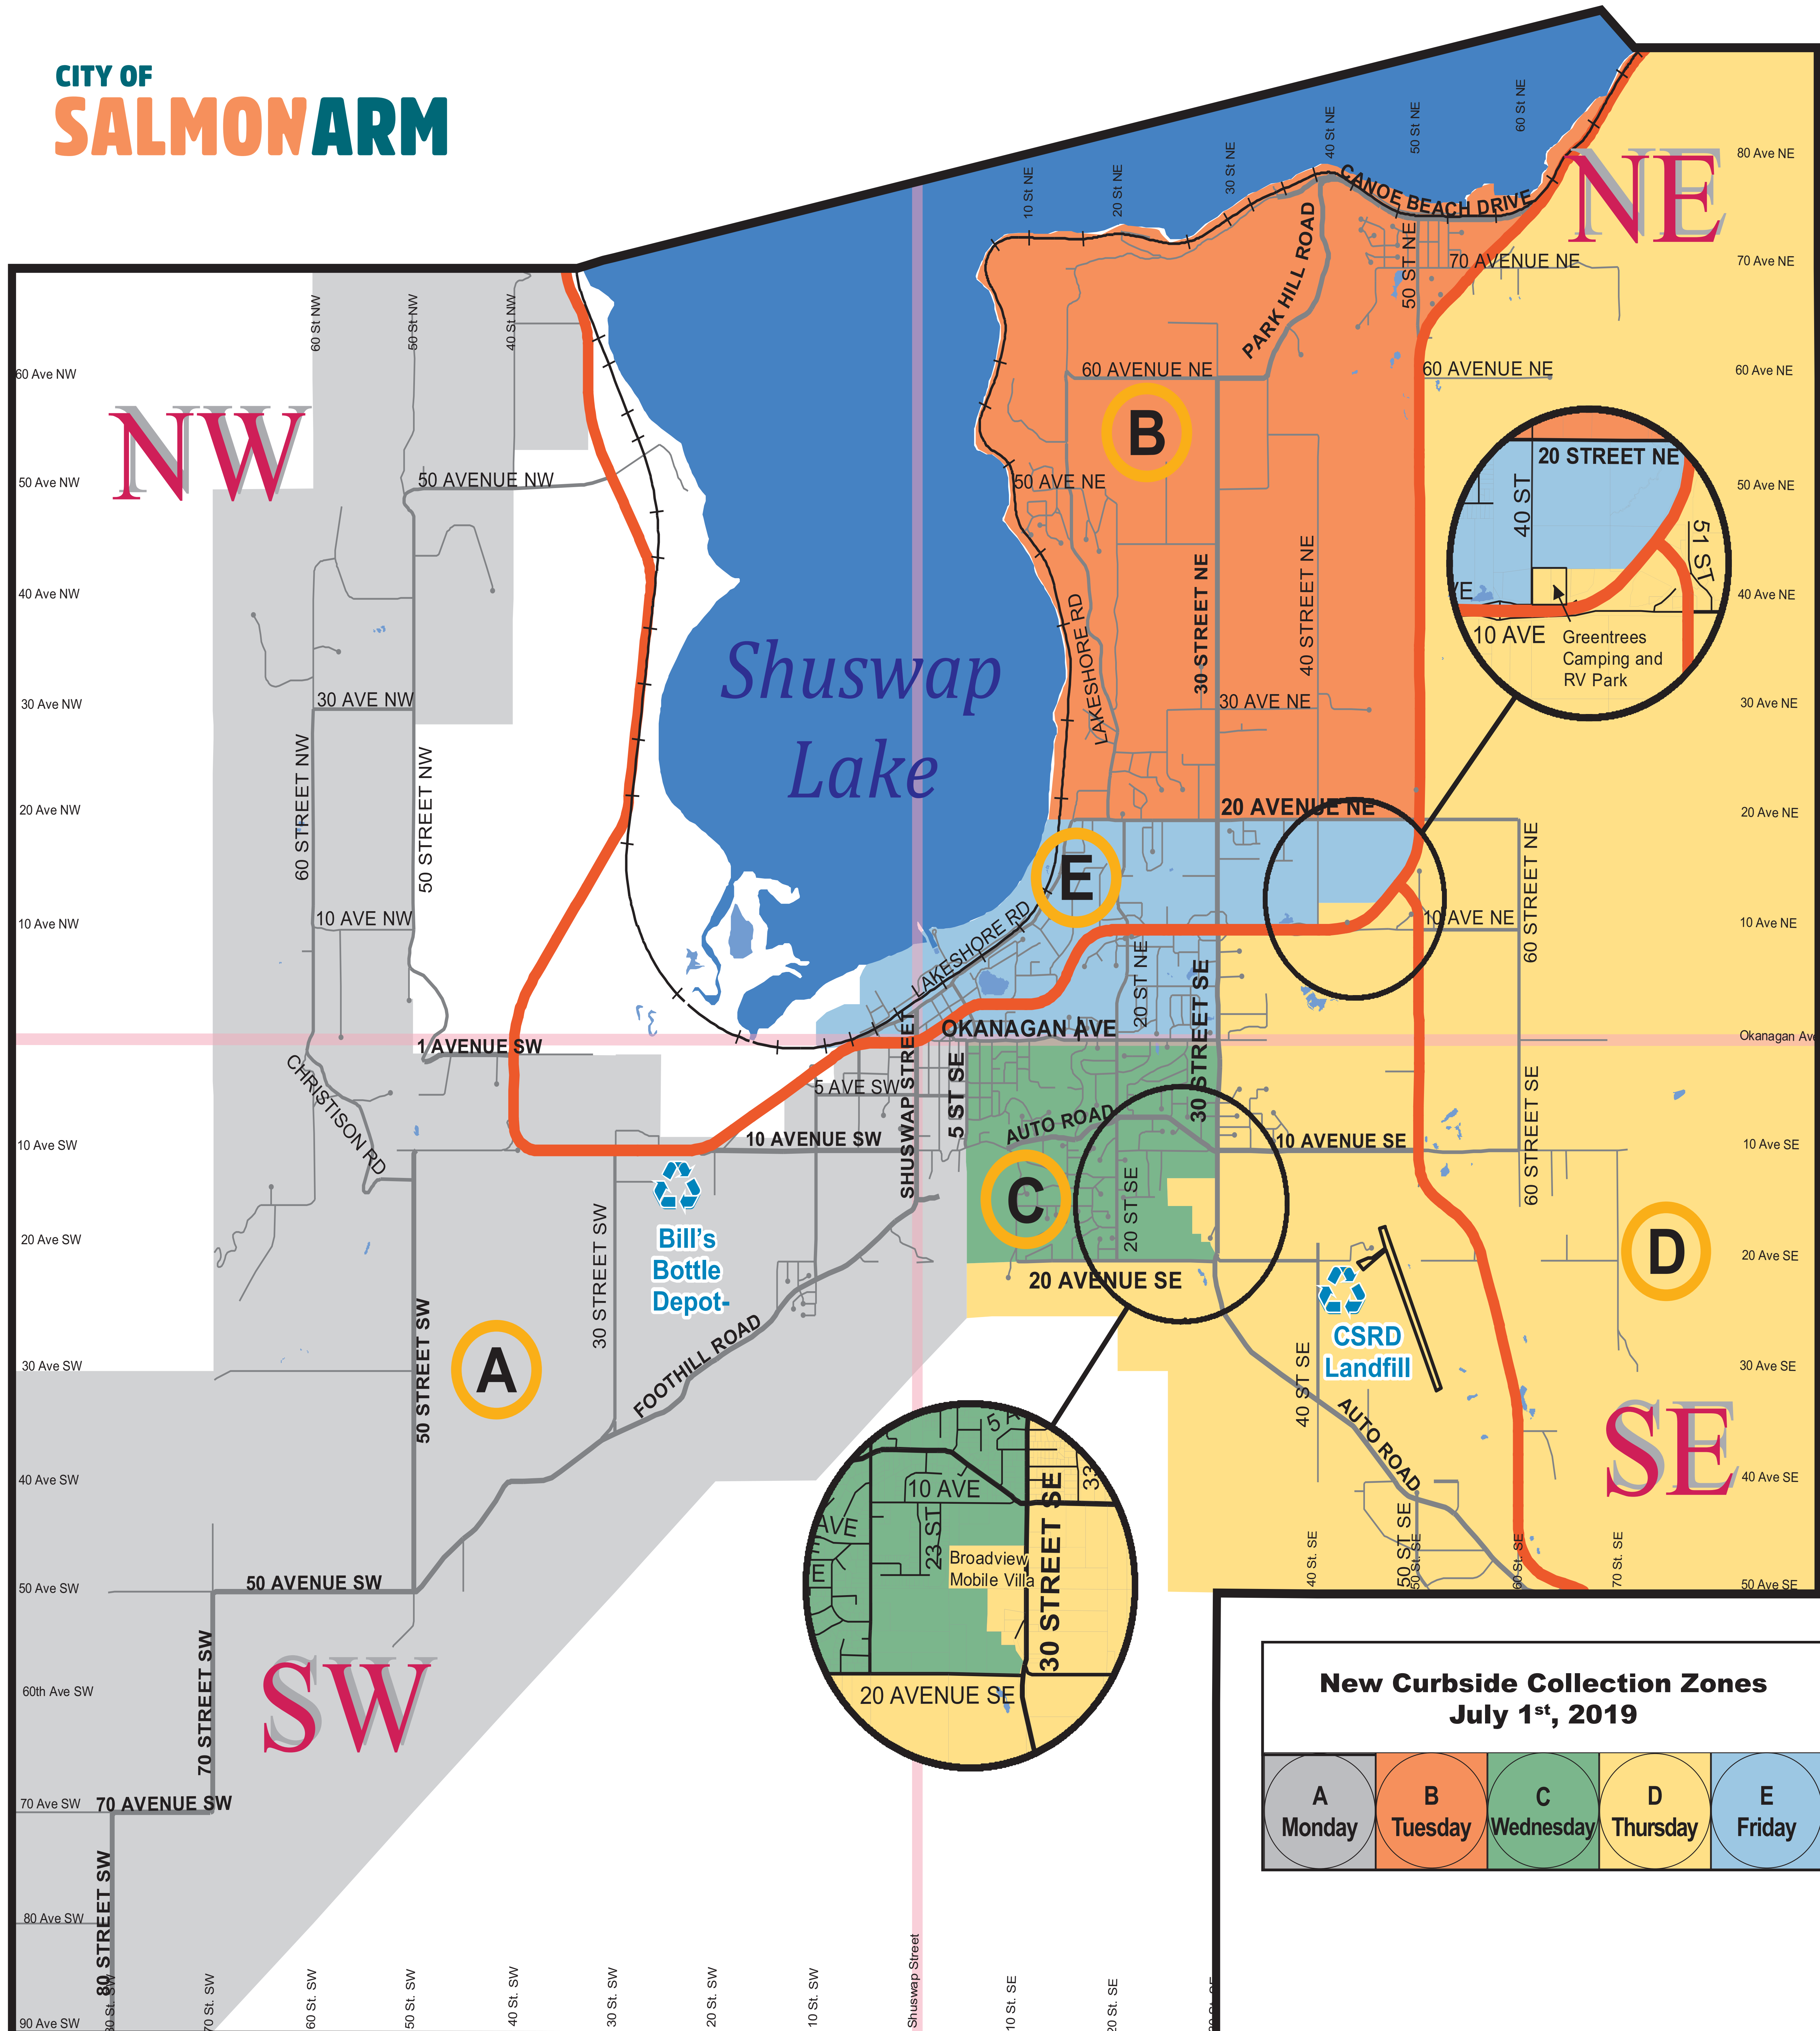 CITY OF
SALMONARM
NW
NE
SW
SE
Shuswap
Lake
10 St NE
20 St NE
30 St NE
40 St NE
50 St NE
60 St NE
80 Ave NE
70 Ave NE
60 Ave NE
50 Ave NE
40 Ave NE
30 Ave NE
20 Ave NE
10 Ave NE
Okanagan Ave
10 Ave SE
20 Ave SE
30 Ave SE
40 Ave SE
50 Ave SE
60 St NW
50 St NW
40 St NW
60 Ave NW
50 Ave NW
40 Ave NW
30 Ave NW
20 Ave NW
10 Ave NW
10 Ave SW
20 Ave SW
30 Ave SW
40 Ave SW
50 Ave SW
60th Ave SW
70 Ave SW
80 Ave SW
90 Ave SW
CANOE BEACH DRIVE
PARK HILL ROAD
50 ST NE
70 AVENUE NE
60 AVENUE NE
60 AVENUE NE
B
50 AVE NE
50 AVENUE NW
30 AVE NW
60 STREET NW
50 STREET NW
10 AVE NW
LAKESHORE RD
30 STREET NE
40 STREET NE
30 AVE NE
20 AVENUE NE
60 STREET NE
10 AVE NE
E
LAKESHORE RD
20 ST NE
OKANAGAN AVE
30 STREET SE
1 AVENUE SW
CHRISTISON RD
5 AVE SW
SHUSWAP STREET
5 ST SE
AUTO ROAD
10 AVENUE SW
10 AVENUE SE
60 STREET SE
C
20 ST SE
20 AVENUE SE
D
Bill's
Bottle
Depot-
CSRD
Landfill
30 STREET SW
50 STREET SW
A
FOOTHILL ROAD
40 ST SE
AUTO ROAD
50 ST SE
40 St. SE
50 St. SE
60 St. SE
70 St. SE
50 AVENUE SW
70 STREET SW
70 AVENUE SW
80 STREET SW
20 STREET NE
40 ST
51 ST
VE
10 AVE
Greentrees
Camping and
RV Park
5 A
10 AVE
33
AVE
E
23 ST
30 STREET SE
Broadview
Mobile Villa
20 AVENUE SE
80 St. SW
70 St. SW
60 St. SW
50 St. SW
40 St. SW
30 St. SW
20 St. SW
10 St. SW
Shuswap Street
10 St. SE
20 St. SE
New Curbside Collection Zones
July 1st, 2019
A
Monday
B
Tuesday
C
Wednesday
D
Thursday
E
Friday